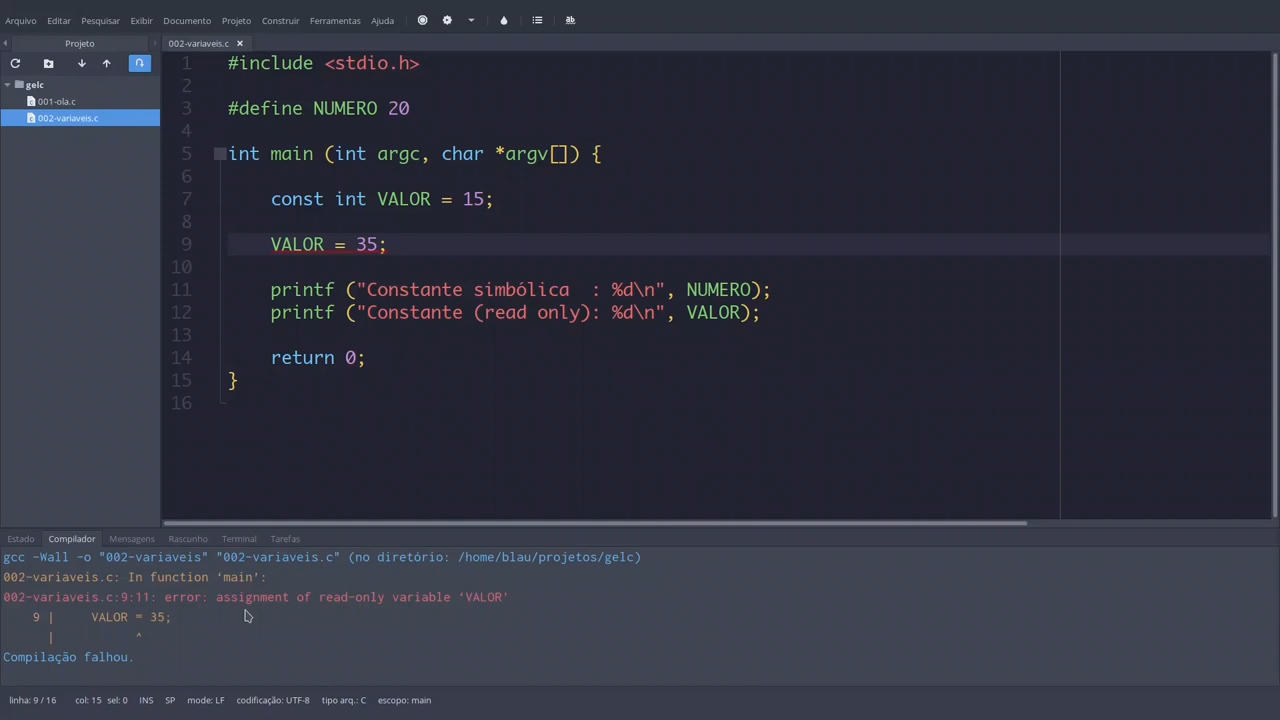 Arquivo Editar Pesquisar Exibir Documento Projeto Construir Ferramentas Ajuda
Projeto
002-variaveis.c ×
gelc
001-ola.c
002-variaveis.c
1 #include <stdio.h>
2
3 #define NUMERO 20
4
5 int main (int argc, char *argv[]) {
6
7 const int VALOR = 15;
8
9 VALOR = 35;
10
11 printf ("Constante simbólica  : %d\n", NUMERO);
12 printf ("Constante (read only): %d\n", VALOR);
13
14 return 0;
15 }
16
Estado Compilador Mensagens Rascunho Terminal Tarefas
gcc -Wall -o "002-variaveis" "002-variaveis.c" (no diretório: /home/blau/projetos/gelc)
002-variaveis.c: In function ‘main’:
002-variaveis.c:9:11: error: assignment of read-only variable ‘VALOR’
9 | VALOR = 35;
| ^
Compilação falhou.
linha: 9 / 16 col: 15 sel: 0 INS SP mode: LF codificação: UTF-8 tipo arq.: C escopo: main